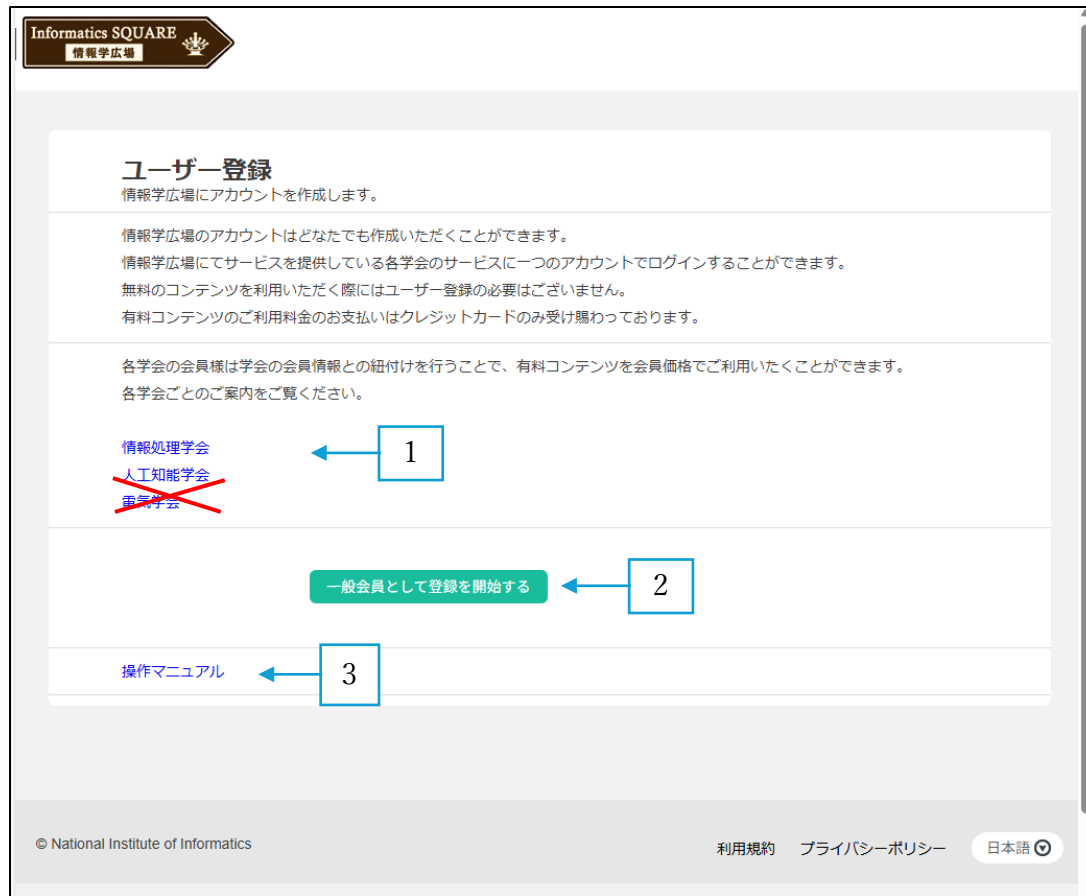 Informatics SQUARE
情報学広場
ユーザー登録
情報学広場にアカウントを作成します。
情報学広場のアカウントはどなたでも作成いただくことができます。
情報学広場にてサービスを提供している各学会のサービスに一つのアカウントでログインすることができます。
無料のコンテンツを利用いただく際にはユーザー登録の必要はございません。
有料コンテンツのご利用料金のお支払いはクレジットカードのみ受け賜わっております。
各学会の会員様は学会の会員情報との紐付けを行うことで、有料コンテンツを会員価格でご利用いたくことができます。
各学会ごとのご案内をご覧ください。
情報処理学会
1
人工知能学会
電気学会
一般会員として登録を開始する
2
操作マニュアル
3
© National Institute of Informatics
利用規約 プライバシーポリシー 日本語